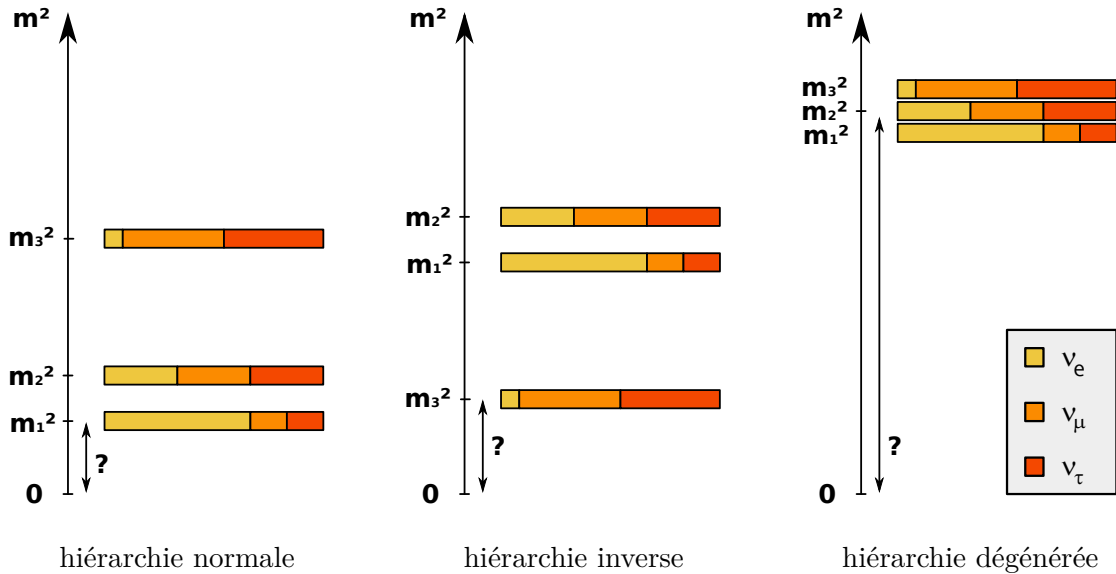 m²
m₃²
m₂²
m₁²
?
0
hiérarchie normale
m²
m₂²
m₁²
m₃²
?
0
hiérarchie inverse
m²
m₃²
m₂²
m₁²
?
0
νe
νμ
ντ
hiérarchie dégénérée